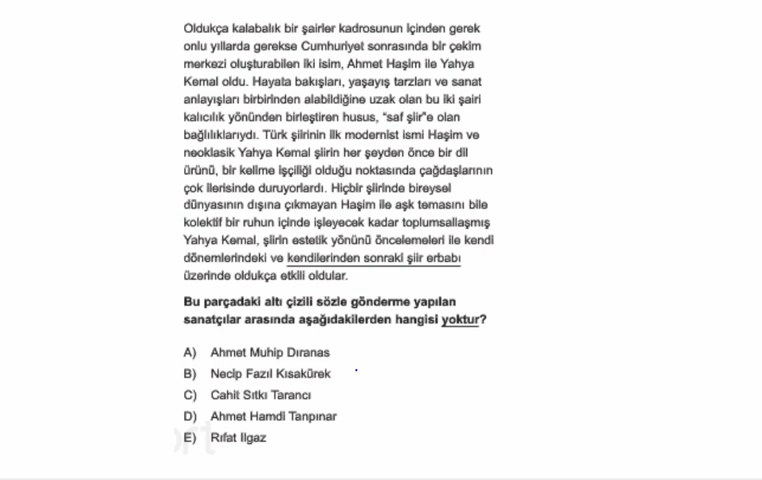 Oldukça kalabalık bir şairler kadrosunun içinden gerek
onlu yıllarda gerekse Cumhuriyet sonrasında bir çekim
merkezi oluşturabilen iki isim, Ahmet Haşim ile Yahya
Kemal oldu. Hayata bakışları, yaşayış tarzları ve sanat
anlayışları birbirinden alabildiğine uzak olan bu iki şairi
kalıcılık yönünden birleştiren husus, “saf şiir”e olan
bağlılıklarıydı. Türk şiirinin ilk modernist ismi Haşim ve
neoklasik Yahya Kemal şiirin her şeyden önce bir dil
ürünü, bir kelime işçiliği olduğu noktasında çağdaşlarının
çok ilerisinde duruyorlardı. Hiçbir şiirinde bireysel
dünyasının dışına çıkmayan Haşim ile aşk temasını bile
kolektif bir ruhun içinde işleyecek kadar toplumsallaşmış
Yahya Kemal, şiirin estetik yönünü öncelemeleri ile kendi
dönemlerindeki ve kendilerinden sonraki şiir erbabı
üzerinde oldukça etkili oldular.
Bu parçadaki altı çizili sözle gönderme yapılan
sanatçılar arasında aşağıdakilerden hangisi yoktur?
A) Ahmet Muhip Dıranas
B) Necip Fazıl Kısakürek
C) Cahit Sıtkı Tarancı
D) Ahmet Hamdi Tanpınar
E) Rıfat Ilgaz